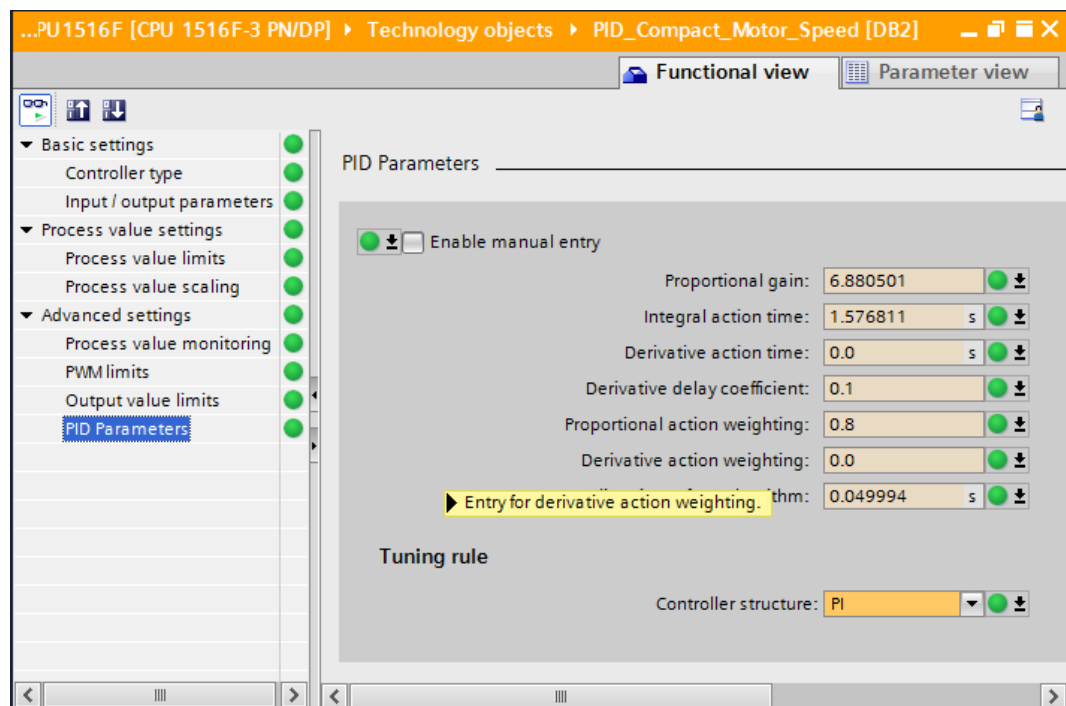 ...PU1516F [CPU 1516F-3 PN/DP] ▸ Technology objects ▸ PID_Compact_Motor_Speed [DB2]
Functional view
Parameter view
Basic settings
Controller type
Input / output parameters
Process value settings
Process value limits
Process value scaling
Advanced settings
Process value monitoring
PWM limits
Output value limits
PID Parameters
PID Parameters
Enable manual entry
Proportional gain: 6.880501
Integral action time: 1.576811 s
Derivative action time: 0.0 s
Derivative delay coefficient: 0.1
Proportional action weighting: 0.8
Derivative action weighting: 0.0
Entry for derivative action weighting.
thm: 0.049994 s
Tuning rule
Controller structure: PI